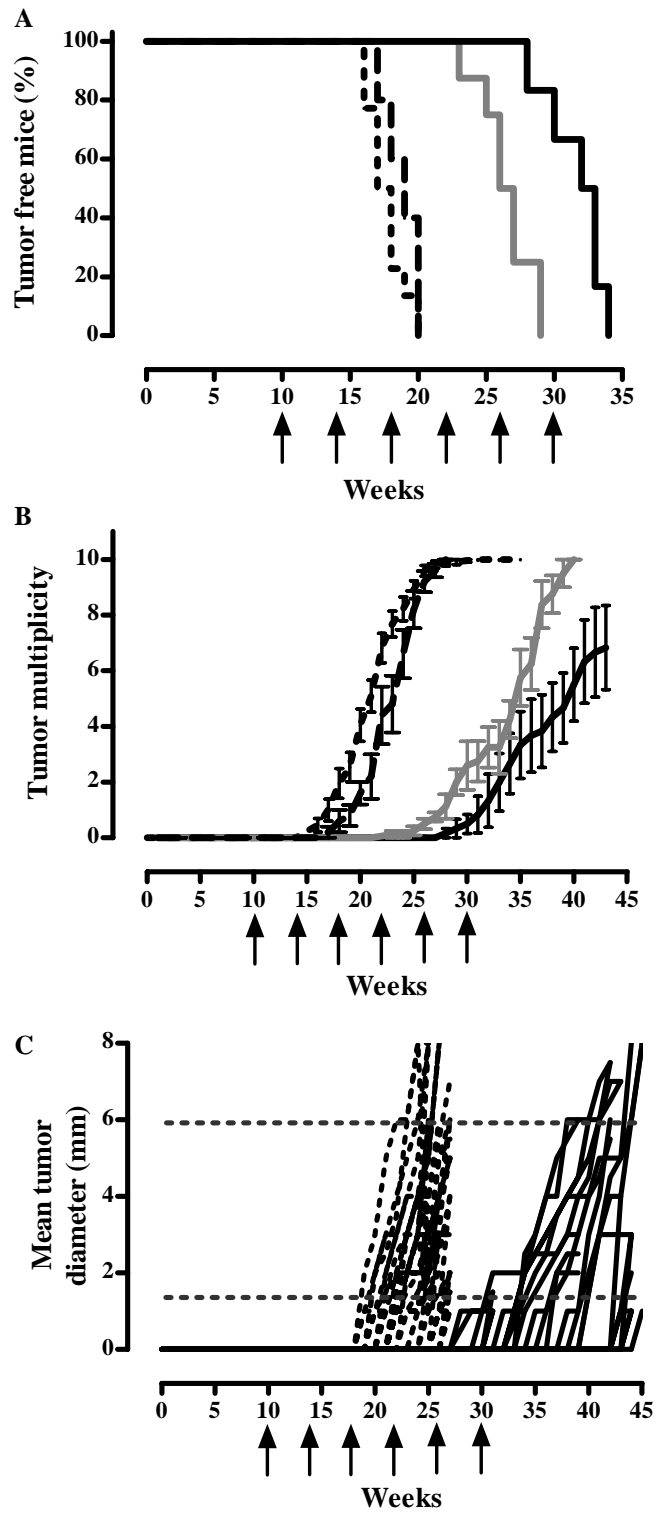 A
Tumor free mice (%)
100
80
60
40
20
0
0 5 10 15 20 25 30 35
Weeks
B
Tumor multiplicity
10
8
6
4
2
0
0 5 10 15 20 25 30 35 40 45
Weeks
C
Mean tumor
diameter (mm)
8
6
4
2
0
0 5 10 15 20 25 30 35 40 45
Weeks